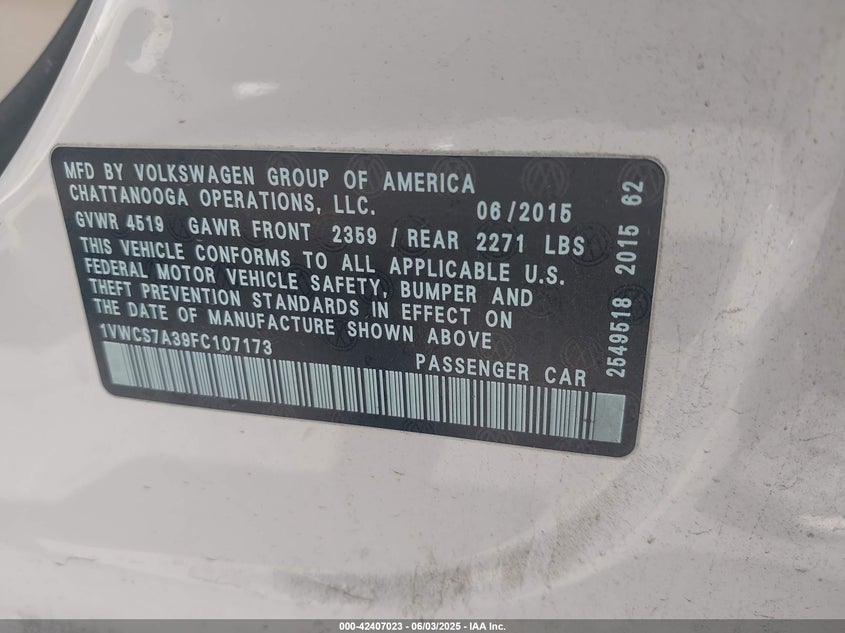 MFD BY VOLKSWAGEN GROUP OF AMERICA
CHATTANOOGA OPERATIONS, LLC. 06/2015
GVWR 4519 GAWR FRONT 2359 / REAR 2271 LBS
THIS VEHICLE CONFORMS TO ALL APPLICABLE U.S.
FEDERAL MOTOR VEHICLE SAFETY, BUMPER AND
THEFT PREVENTION STANDARDS IN EFFECT ON
THE DATE OF MANUFACTURE SHOWN ABOVE
1VWCS7A39FC107173 PASSENGER CAR
2549518 2015 62
000-42407023 - 06/03/2025 - IAA Inc.